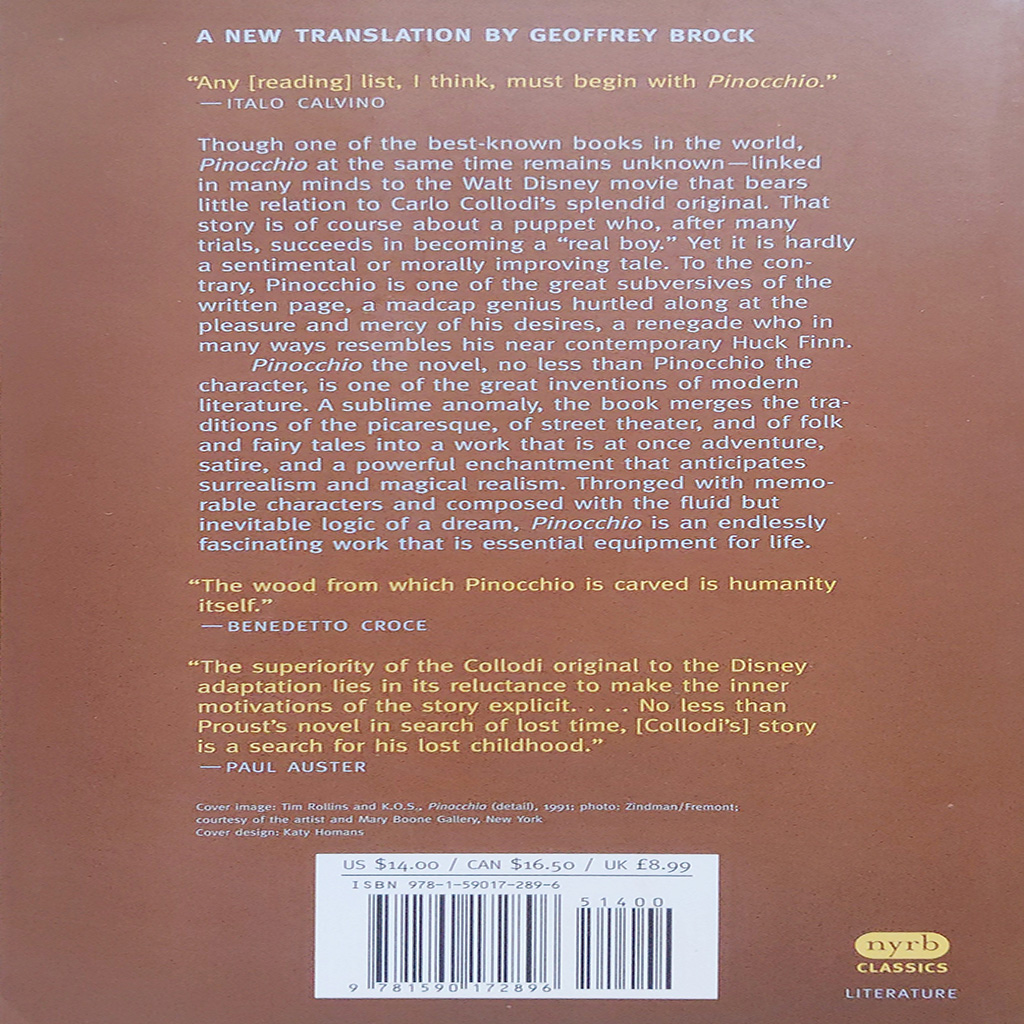 A NEW TRANSLATION BY GEOFFREY BROCK
“Any [reading] list, I think, must begin with Pinocchio.”
—ITALO CALVINO
Though one of the best-known books in the world,
Pinocchio at the same time remains unknown—linked
in many minds to the Walt Disney movie that bears
little relation to Carlo Collodi’s splendid original. That
story is of course about a puppet who, after many
trials, succeeds in becoming a “real boy.” Yet it is hardly
a sentimental or morally improving tale. To the con-
trary, Pinocchio is one of the great subversives of the
written page, a madcap genius hurtled along at the
pleasure and mercy of his desires, a renegade who in
many ways resembles his near contemporary Huck Finn.
Pinocchio the novel, no less than Pinocchio the
character, is one of the great inventions of modern
literature. A sublime anomaly, the book merges the tra-
ditions of the picaresque, of street theater, and of folk
and fairy tales into a work that is at once adventure,
satire, and a powerful enchantment that anticipates
surrealism and magical realism. Thronged with memo-
rable characters and composed with the fluid but
inevitable logic of a dream, Pinocchio is an endlessly
fascinating work that is essential equipment for life.
“The wood from which Pinocchio is carved is humanity
itself.”
—BENEDETTO CROCE
“The superiority of the Collodi original to the Disney
adaptation lies in its reluctance to make the inner
motivations of the story explicit. . . . No less than
Proust’s novel in search of lost time, [Collodi’s] story
is a search for his lost childhood.”
—PAUL AUSTER
Cover image: Tim Rollins and K.O.S., Pinocchio (detail), 1991; photo: Zindman/Fremont;
courtesy of the artist and Mary Boone Gallery, New York
Cover design: Katy Homans
US $14.00 / CAN $16.50 / UK £8.99
ISBN 978-1-59017-289-6
51400
9 781590 172896
nyrb
CLASSICS
LITERATURE